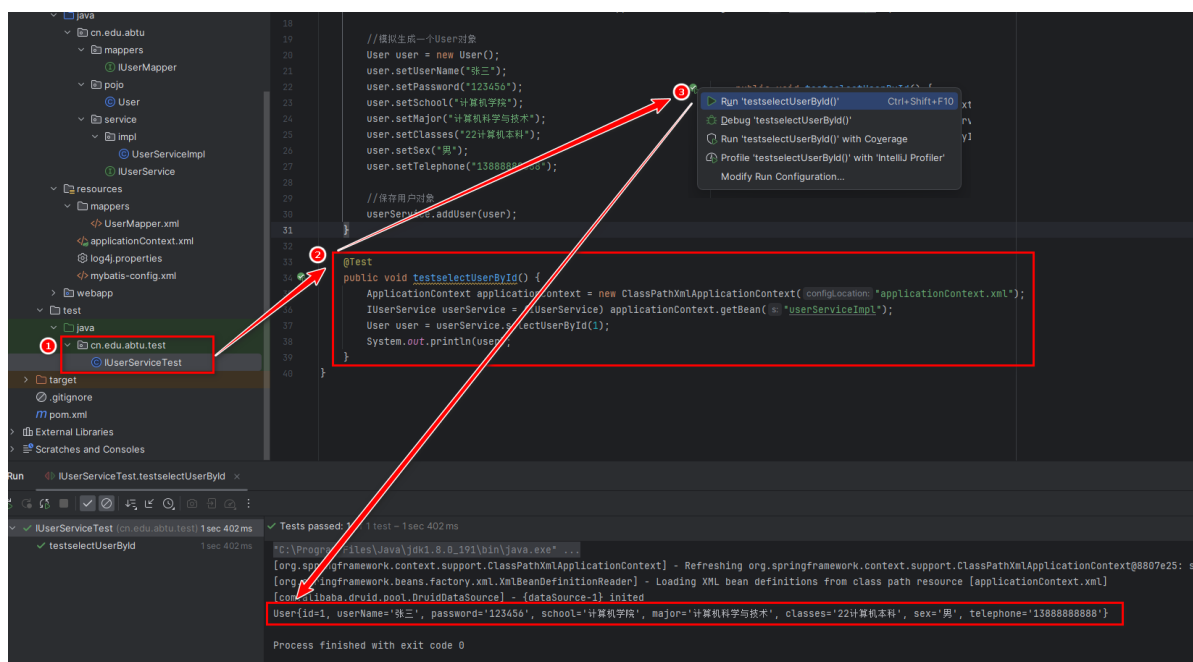 java
cn.edu.abtu
mappers
IUserMapper
pojo
User
service
impl
UserServiceImpl
IUserService
resources
mappers
UserMapper.xml
applicationContext.xml
log4j.properties
mybatis-config.xml
webapp
test
java
1 cn.edu.abtu.test
IUserServiceTest
target
.gitignore
pom.xml
External Libraries
Scratches and Consoles
18
19 //模拟生成一个User对象
20 User user = new User();
21 user.setUserName("张三");
22 user.setPassword("123456");
23 user.setSchool("计算机学院");
24 user.setMajor("计算机科学与技术");
25 user.setClasses("22计算机本科");
26 user.setSex("男");
27 user.setTelephone("13888888888");
28
29 //保存用户对象
30 userService.addUser(user);
31 }
32
2
33 @Test
34 public void testselectUserById() {
ApplicationContext applicationContext = new ClassPathXmlApplicationContext( configLocation: "applicationContext.xml");
36 IUserService userService = (IUserService) applicationContext.getBean( s: "userServiceImpl");
37 User user = userService.selectUserById(1);
38 System.out.println(user);
39 }
40 }
3
public void testselectUserById() {
Run 'testselectUserById()' Ctrl+Shift+F10
Debug 'testselectUserById()'
Run 'testselectUserById()' with Coverage
Profile 'testselectUserById()' with 'IntelliJ Profiler'
Modify Run Configuration...
Run IUserServiceTest.testselectUserById
IUserServiceTest (cn.edu.abtu.test) 1 sec 402 ms
testselectUserById 1 sec 402 ms
Tests passed: 1 of 1 test – 1 sec 402 ms
"C:\Program Files\Java\jdk1.8.0_191\bin\java.exe" ...
[org.springframework.context.support.ClassPathXmlApplicationContext] - Refreshing org.springframework.context.support.ClassPathXmlApplicationContext@8807e25: s
[org.springframework.beans.factory.xml.XmlBeanDefinitionReader] - Loading XML bean definitions from class path resource [applicationContext.xml]
[com.alibaba.druid.pool.DruidDataSource] - {dataSource-1} inited
User{id=1, userName='张三', password='123456', school='计算机学院', major='计算机科学与技术', classes='22计算机本科', sex='男', telephone='13888888888'}
Process finished with exit code 0